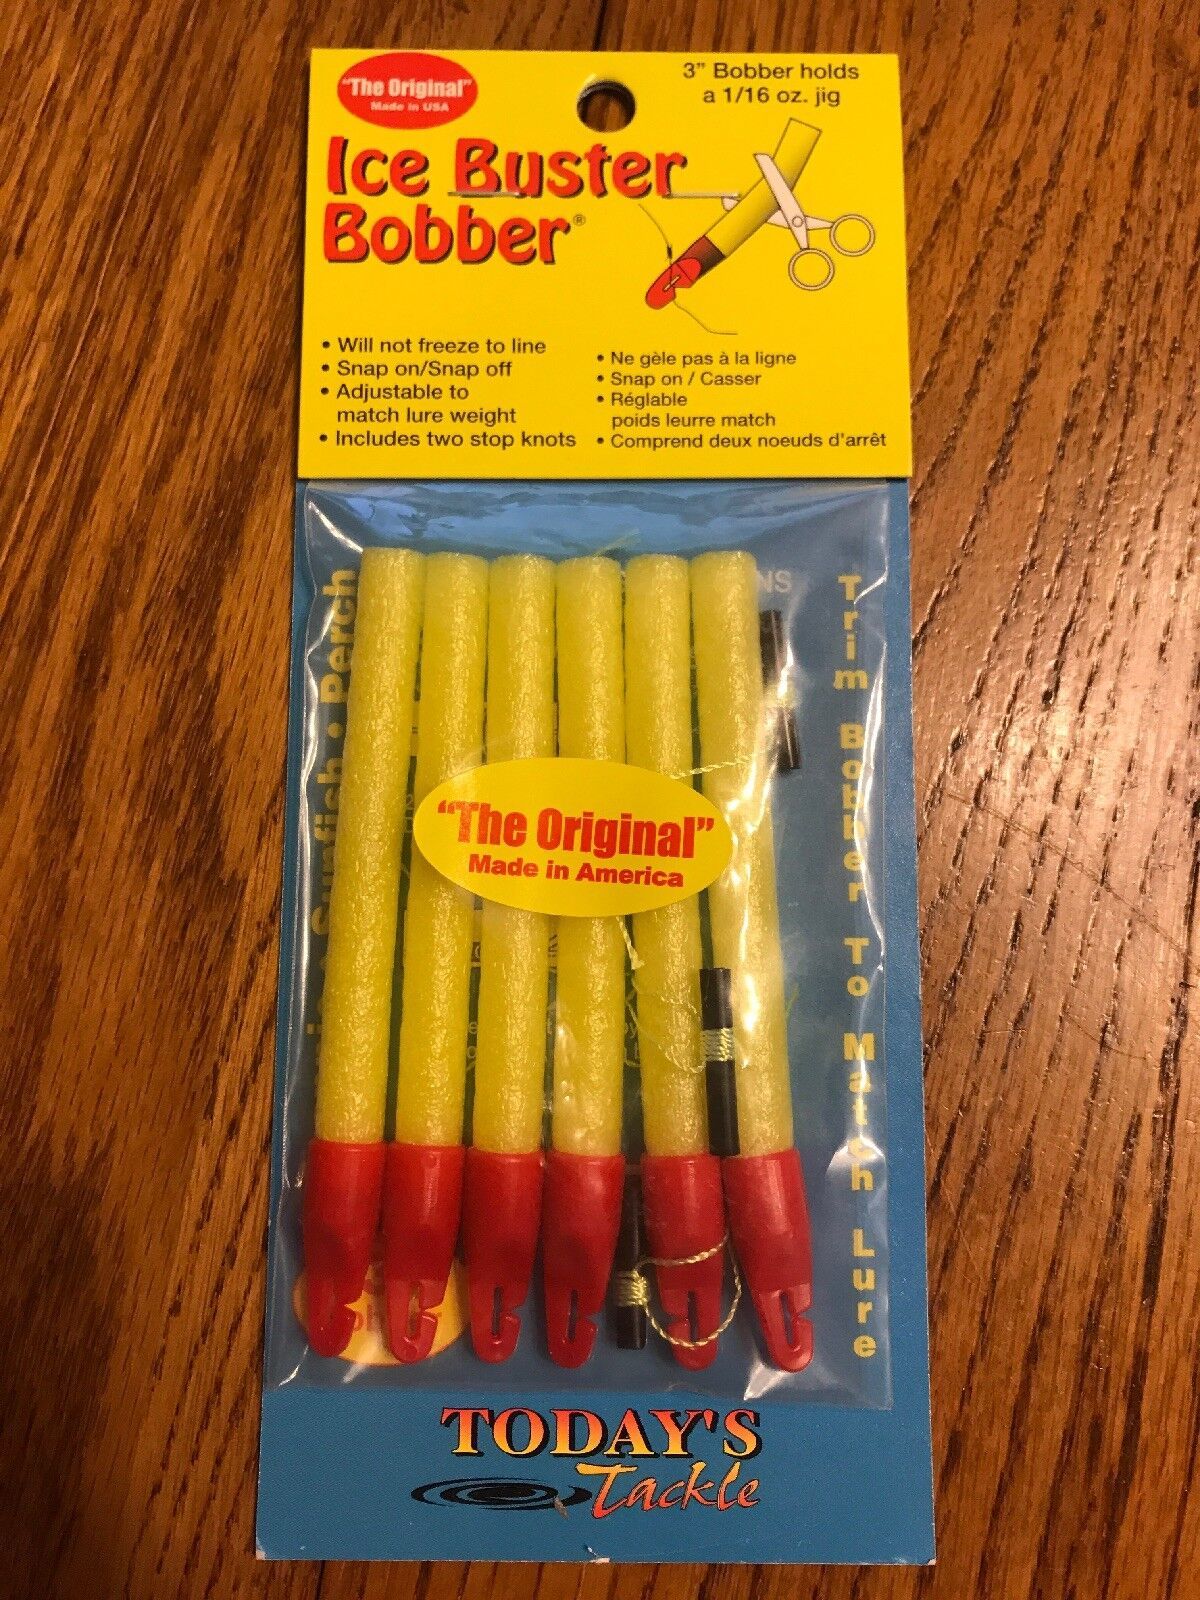 "The Original"
Made in USA
3" Bobber holds
a 1/16 oz. jig
Ice Buster
Bobber®
• Will not freeze to line
• Snap on/Snap off
• Adjustable to
match lure weight
• Includes two stop knots
• Ne gèle pas à la ligne
• Snap on / Casser
• Réglable
poids leurre match
• Comprend deux noeuds d'arrêt
Sunfish • Perch
Trim Bobber To Match Lure
"The Original"
Made in America
TODAY'S
Tackle